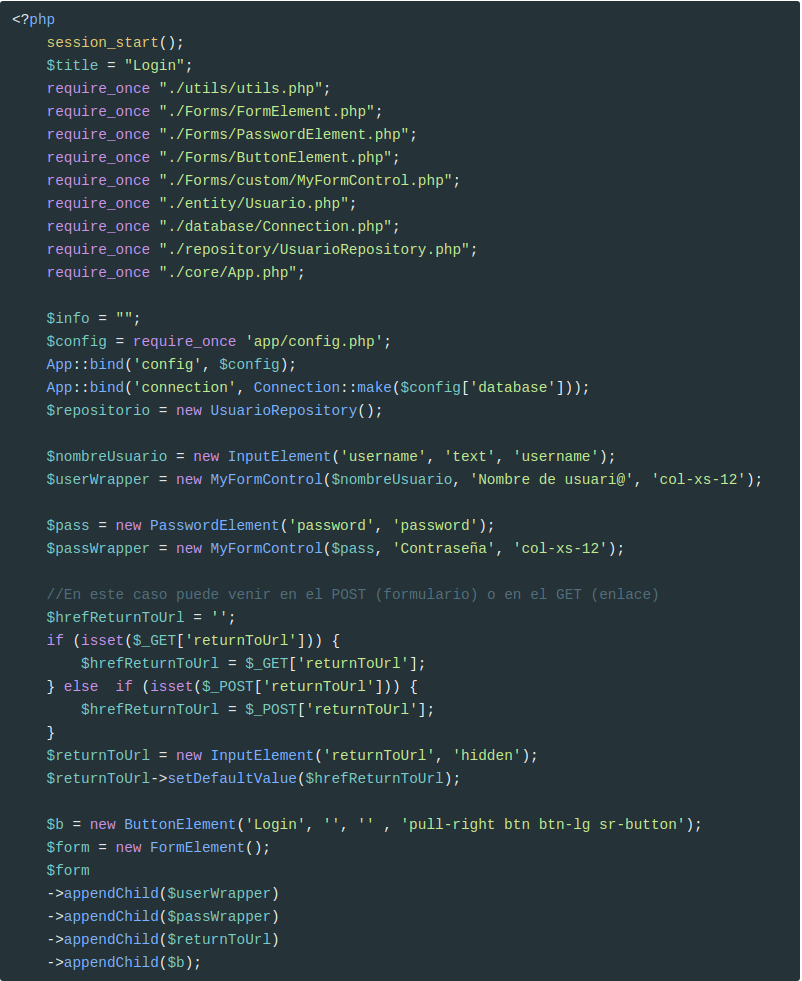 <?php
    session_start();
    $title = "Login";
    require_once "./utils/utils.php";
    require_once "./Forms/FormElement.php";
    require_once "./Forms/PasswordElement.php";
    require_once "./Forms/ButtonElement.php";
    require_once "./Forms/custom/MyFormControl.php";
    require_once "./entity/Usuario.php";
    require_once "./database/Connection.php";
    require_once "./repository/UsuarioRepository.php";
    require_once "./core/App.php";

    $info = "";
    $config = require_once 'app/config.php';
    App::bind('config', $config);
    App::bind('connection', Connection::make($config['database']));
    $repositorio = new UsuarioRepository();

    $nombreUsuario = new InputElement('username', 'text', 'username');
    $userWrapper = new MyFormControl($nombreUsuario, 'Nombre de usuari@', 'col-xs-12');

    $pass = new PasswordElement('password', 'password');
    $passWrapper = new MyFormControl($pass, 'Contraseña', 'col-xs-12');

    //En este caso puede venir en el POST (formulario) o en el GET (enlace)
    $hrefReturnToUrl = '';
    if (isset($_GET['returnToUrl'])) {
        $hrefReturnToUrl = $_GET['returnToUrl'];
    } else  if (isset($_POST['returnToUrl'])) {
        $hrefReturnToUrl = $_POST['returnToUrl'];
    }
    $returnToUrl = new InputElement('returnToUrl', 'hidden');
    $returnToUrl->setDefaultValue($hrefReturnToUrl);

    $b = new ButtonElement('Login', '', '' , 'pull-right btn btn-lg sr-button');
    $form = new FormElement();
    $form
    ->appendChild($userWrapper)
    ->appendChild($passWrapper)
    ->appendChild($returnToUrl)
    ->appendChild($b);